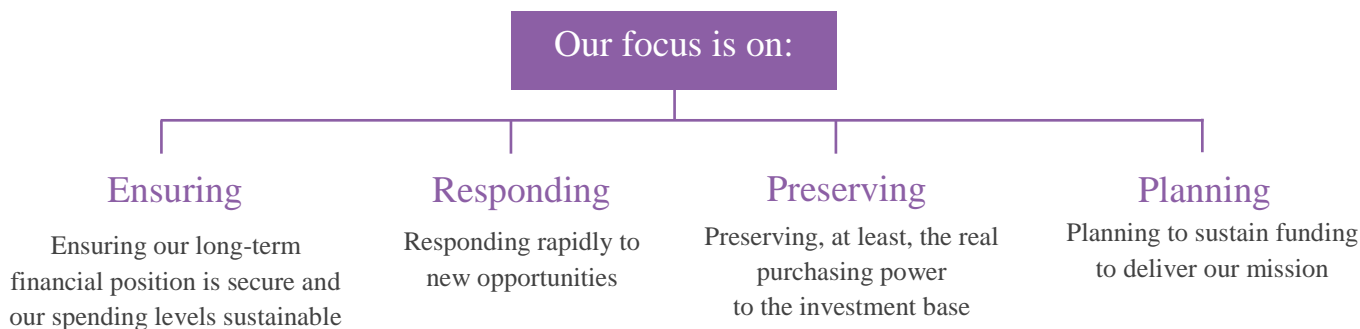 Our focus is on:
Ensuring
Ensuring our long-term
financial position is secure and
our spending levels sustainable
Responding
Responding rapidly to
new opportunities
Preserving
Preserving, at least, the real
purchasing power
to the investment base
Planning
Planning to sustain funding
to deliver our mission